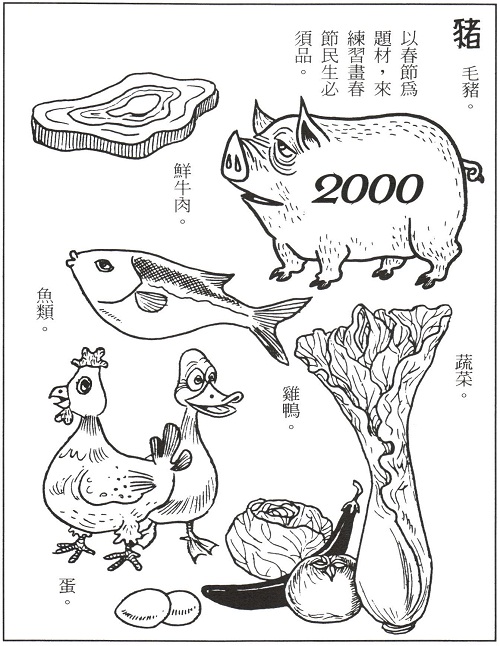 豬
毛豬。
以春節為
題材，來
練習畫春
節民生必
須品。
2000
鮮牛肉。
魚類。
蔬菜。
雞鴨。
蛋。